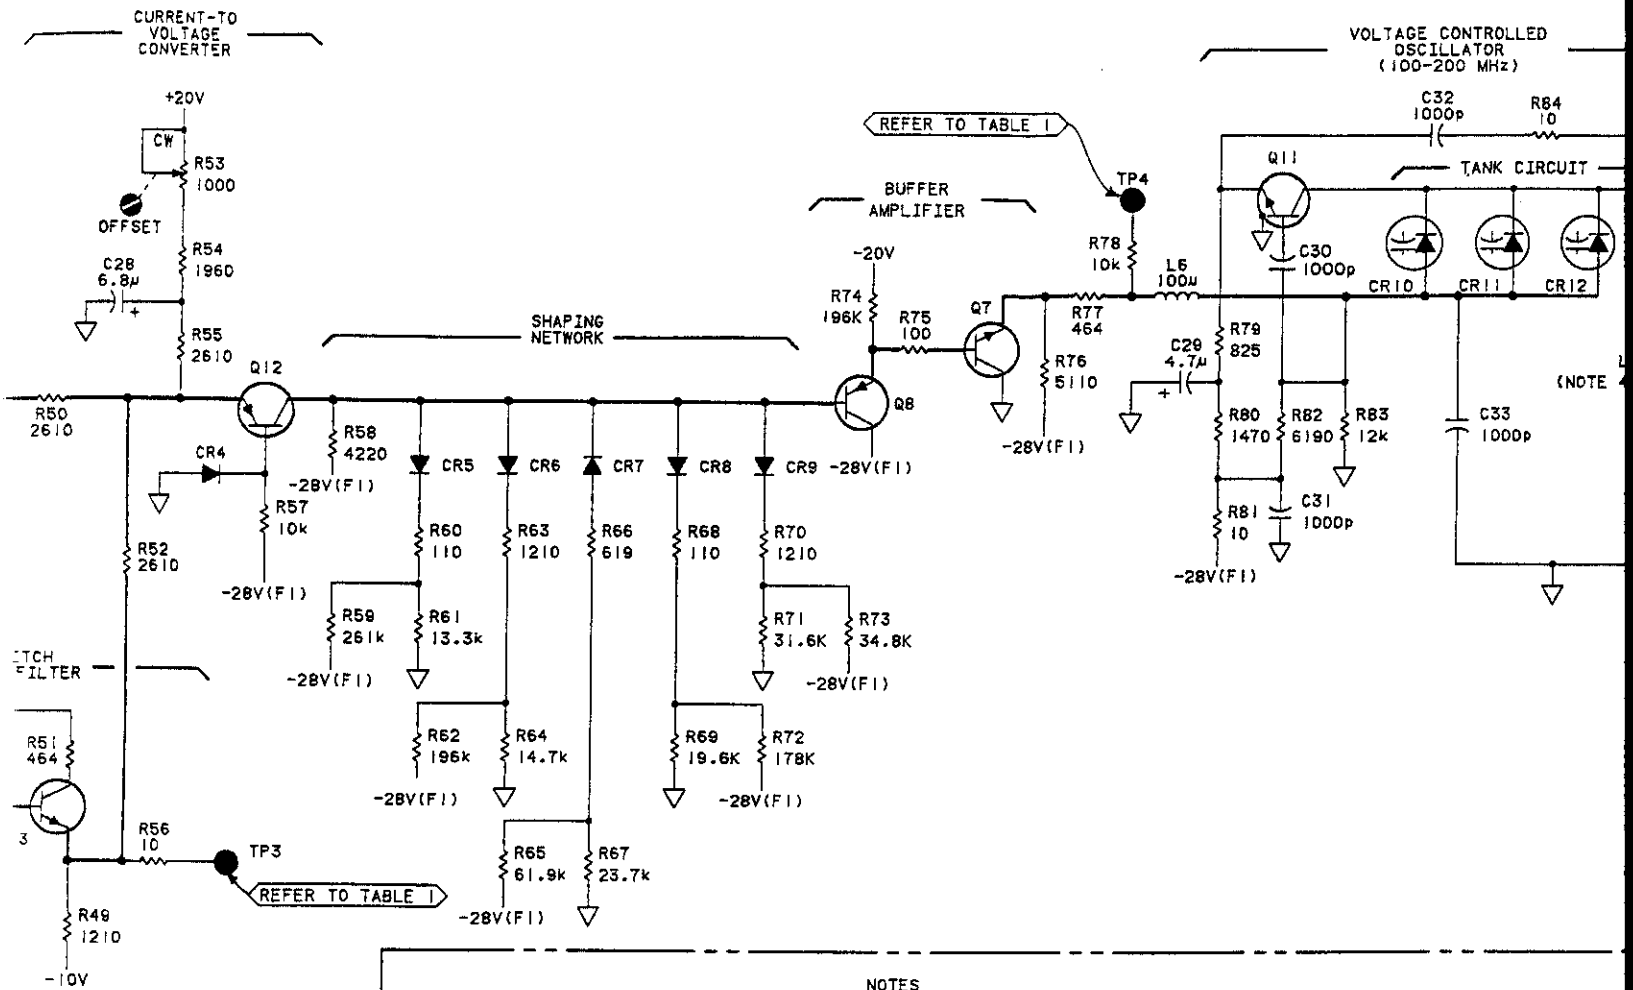 CURRENT-TO
VOLTAGE
CONVERTER
VOLTAGE CONTROLLED
OSCILLATOR
(100-200 MHz)
+20V
CW
R53
1000
OFFSET
R54
1960
C28
6.8µ
+
R55
2610
SHAPING
NETWORK
BUFFER
AMPLIFIER
REFER TO TABLE 1
TP4
R78
10k
L6
100µ
C32
1000p
R84
10
Q11
TANK CIRCUIT
C30
1000p
CR10
CR11
CR12
-20V
R74
196K
R75
100
Q7
R77
464
R76
5110
-28V(F1)
C29
4.7µ
+
R79
825
(NOTE
R80
1470
R82
6190
R83
12k
C33
1000p
R81
10
C31
1000p
-28V(F1)
Q12
R50
2610
CR4
R57
10k
-28V(F1)
R58
4220
-28V(F1)
CR5
CR6
CR7
CR8
CR9
Q8
-28V(F1)
R52
2610
R60
110
R63
1210
R66
619
R68
110
R70
1210
R59
261k
R61
13.3k
R71
31.6K
R73
34.8K
-28V(F1)
-28V(F1)
ITCH
FILTER
R51
464
R62
196k
R64
14.7k
R69
19.6K
R72
178K
-28V(F1)
-28V(F1)
3
R56
10
TP3
REFER TO TABLE 1
R65
61.9k
R67
23.7k
-28V(F1)
R49
1210
-10V
NOTES